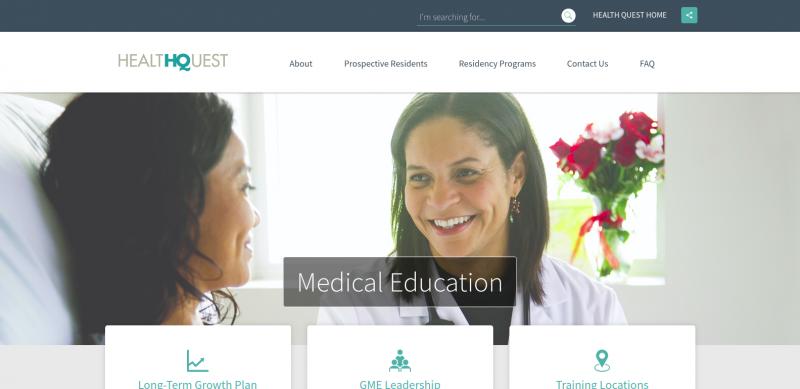 I'm searching for...
HEALTH QUEST HOME
HEALTHQUEST
About
Prospective Residents
Residency Programs
Contact Us
FAQ
Medical Education
Long-Term Growth Plan
GME Leadership
Training Locations